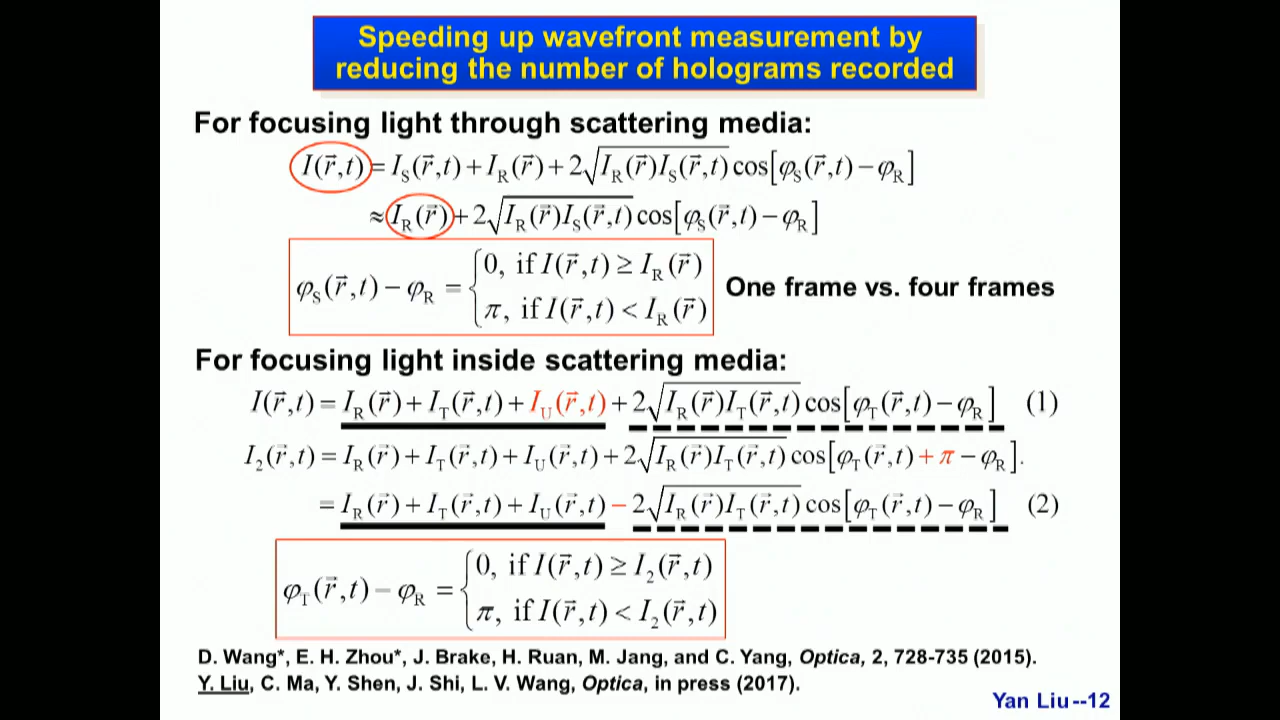 Speeding up wavefront measurement by
reducing the number of holograms recorded
For focusing light through scattering media:
I(r⃗,t) = I_S(r⃗,t) + I_R(r⃗) + 2√(I_R(r⃗)I_S(r⃗,t)) cos[φ_S(r⃗,t) − φ_R]
≈ I_R(r⃗) + 2√(I_R(r⃗)I_S(r⃗,t)) cos[φ_S(r⃗,t) − φ_R]
φ_S(r⃗,t) − φ_R = { 0, if I(r⃗,t) ≥ I_R(r⃗)
π, if I(r⃗,t) < I_R(r⃗)
One frame vs. four frames
For focusing light inside scattering media:
I(r⃗,t) = I_R(r⃗) + I_T(r⃗,t) + I_U(r⃗,t) + 2√(I_R(r⃗)I_T(r⃗,t)) cos[φ_T(r⃗,t) − φ_R] (1)
I_2(r⃗,t) = I_R(r⃗) + I_T(r⃗,t) + I_U(r⃗,t) + 2√(I_R(r⃗)I_T(r⃗,t)) cos[φ_T(r⃗,t) + π − φ_R].
= I_R(r⃗) + I_T(r⃗,t) + I_U(r⃗,t) − 2√(I_R(r⃗)I_T(r⃗,t)) cos[φ_T(r⃗,t) − φ_R] (2)
φ_T(r⃗,t) − φ_R = { 0, if I(r⃗,t) ≥ I_2(r⃗,t)
π, if I(r⃗,t) < I_2(r⃗,t)
D. Wang*, E. H. Zhou*, J. Brake, H. Ruan, M. Jang, and C. Yang, Optica, 2, 728-735 (2015).
Y. Liu, C. Ma, Y. Shen, J. Shi, L. V. Wang, Optica, in press (2017).
Yan Liu--12